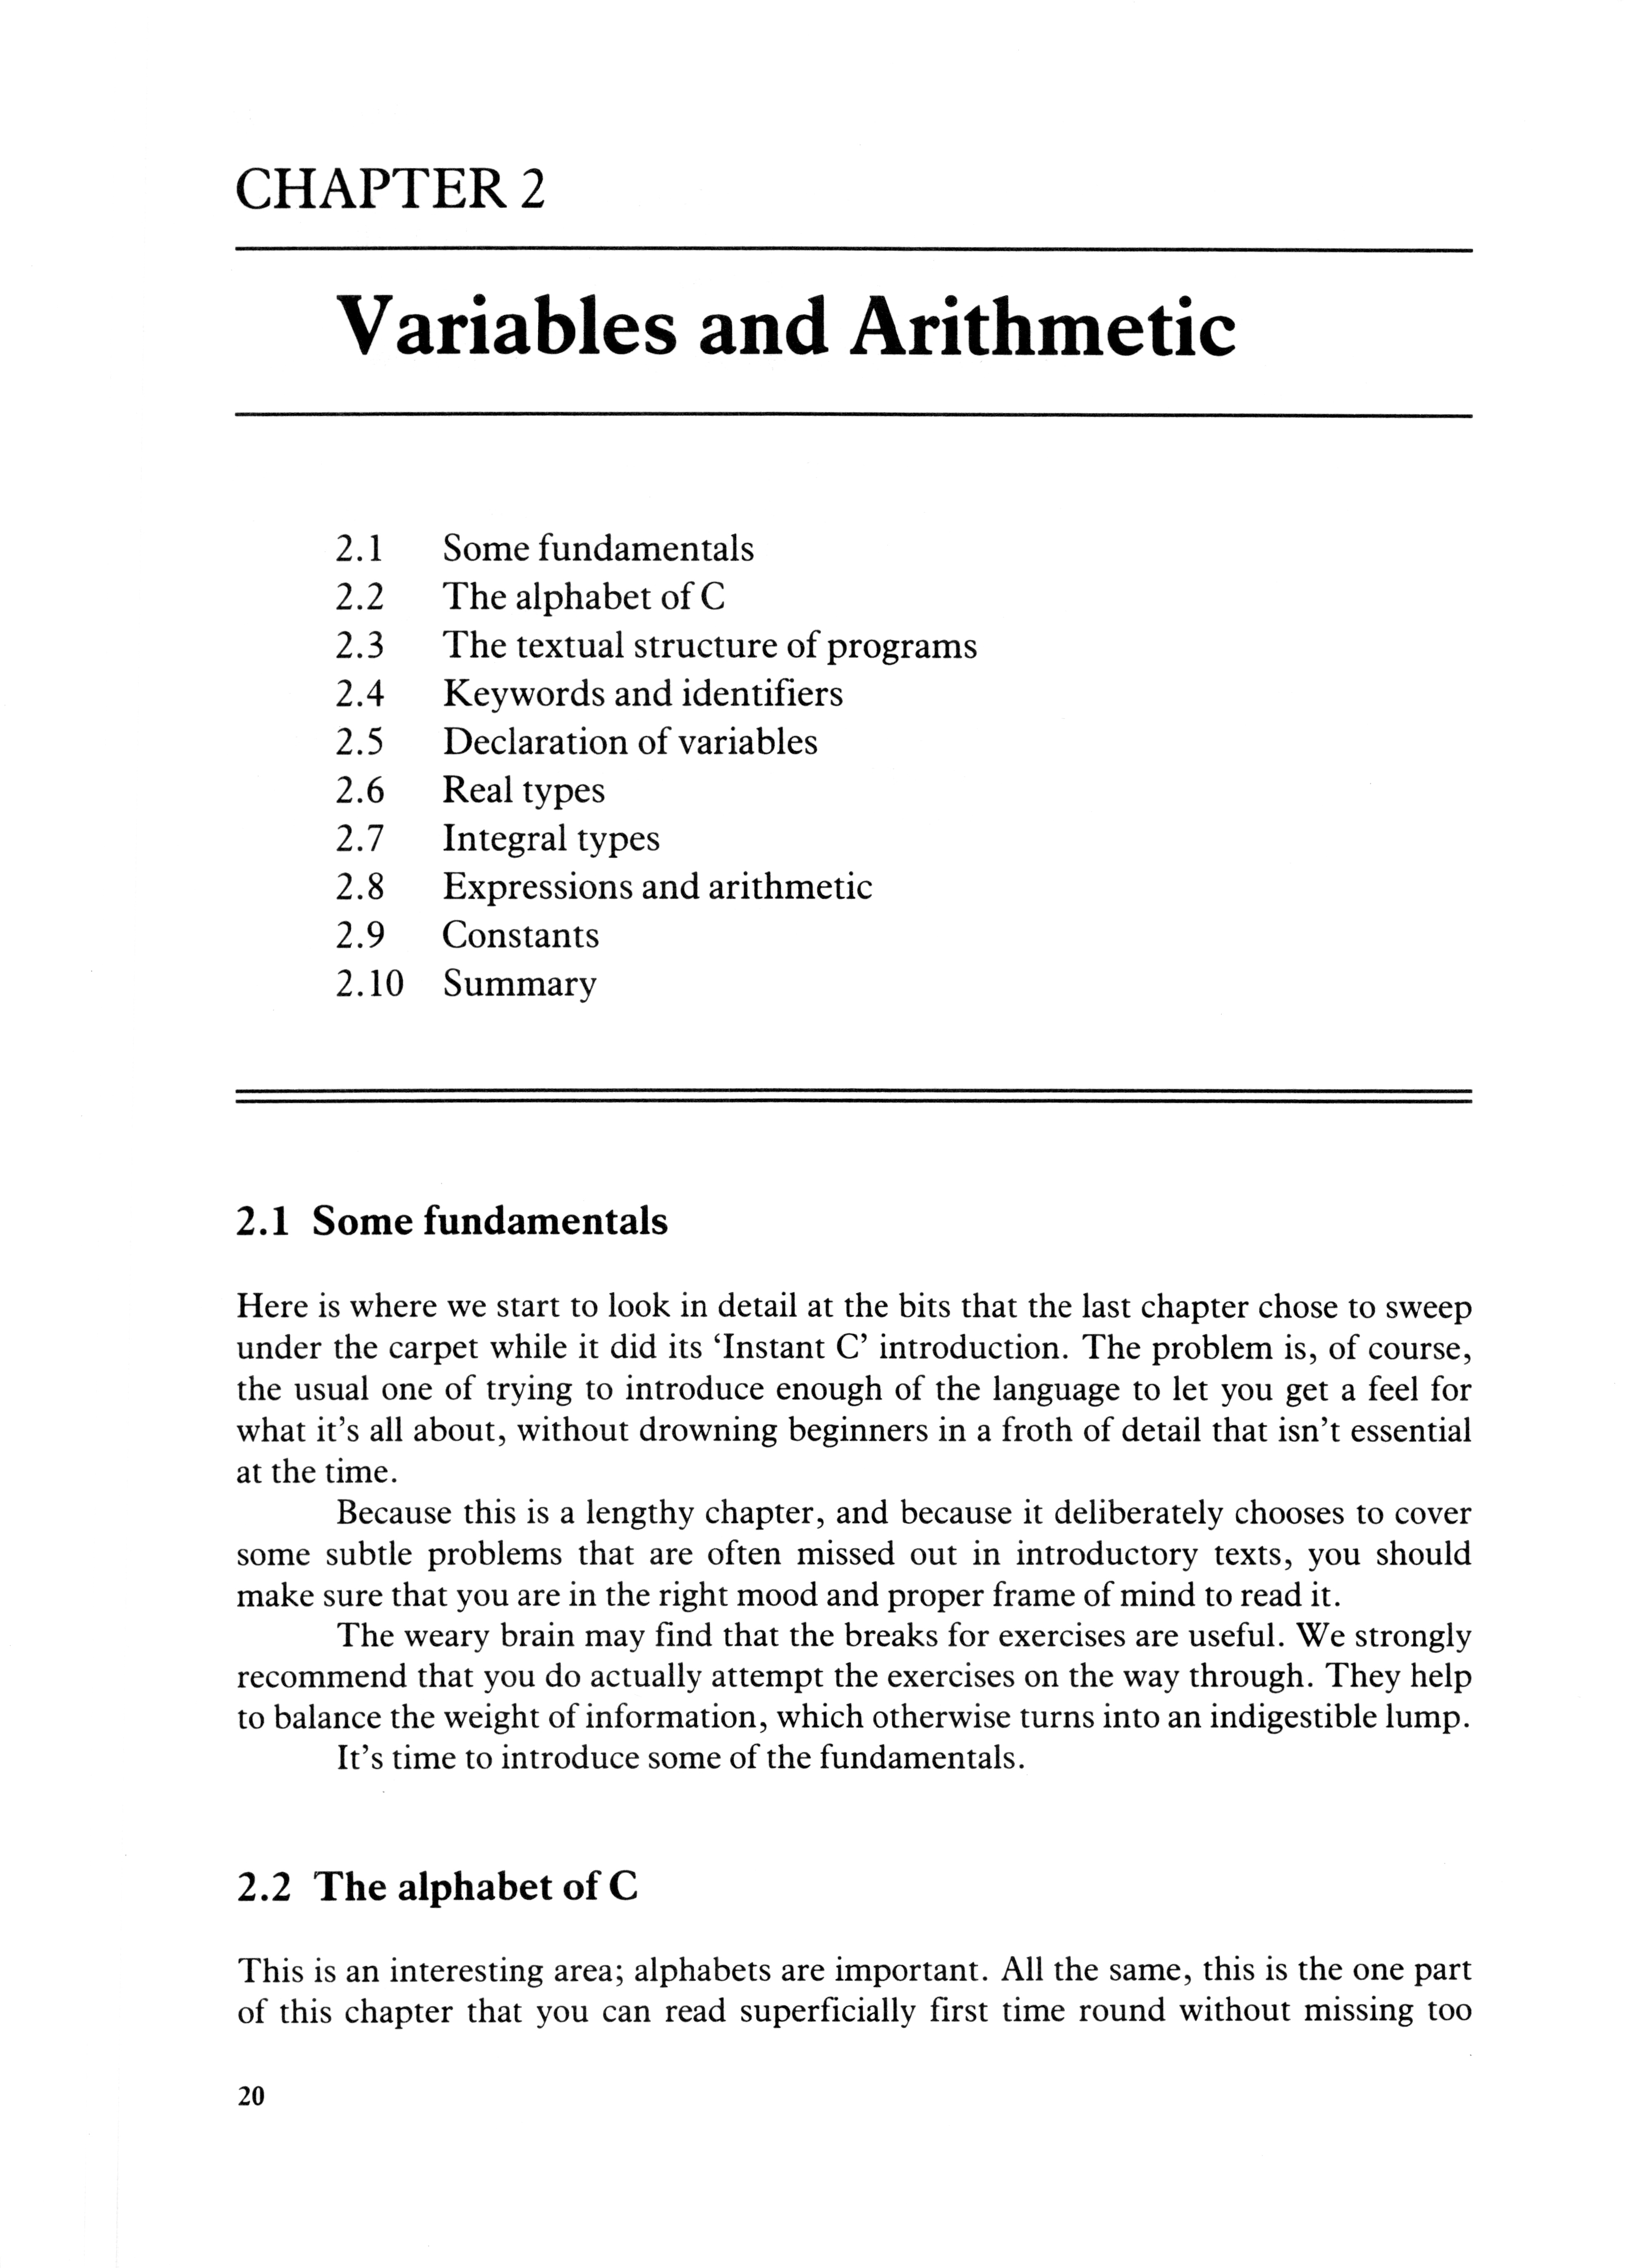 CHAPTER 2
Variables and Arithmetic
2.1 Some fundamentals
2.2 The alphabet of C
2.3 The textual structure of programs
2.4 Keywords and identifiers
2.5 Declaration of variables
2.6 Real types
2.7 Integral types
2.8 Expressions and arithmetic
2.9 Constants
2.10 Summary
2.1 Some fundamentals
Here is where we start to look in detail at the bits that the last chapter chose to sweep
under the carpet while it did its ‘Instant C’ introduction. The problem is, of course,
the usual one of trying to introduce enough of the language to let you get a feel for
what it’s all about, without drowning beginners in a froth of detail that isn’t essential
at the time.
Because this is a lengthy chapter, and because it deliberately chooses to cover
some subtle problems that are often missed out in introductory texts, you should
make sure that you are in the right mood and proper frame of mind to read it.
The weary brain may find that the breaks for exercises are useful. We strongly
recommend that you do actually attempt the exercises on the way through. They help
to balance the weight of information, which otherwise turns into an indigestible lump.
It’s time to introduce some of the fundamentals.
2.2 The alphabet of C
This is an interesting area; alphabets are important. All the same, this is the one part
of this chapter that you can read superficially first time round without missing too
20